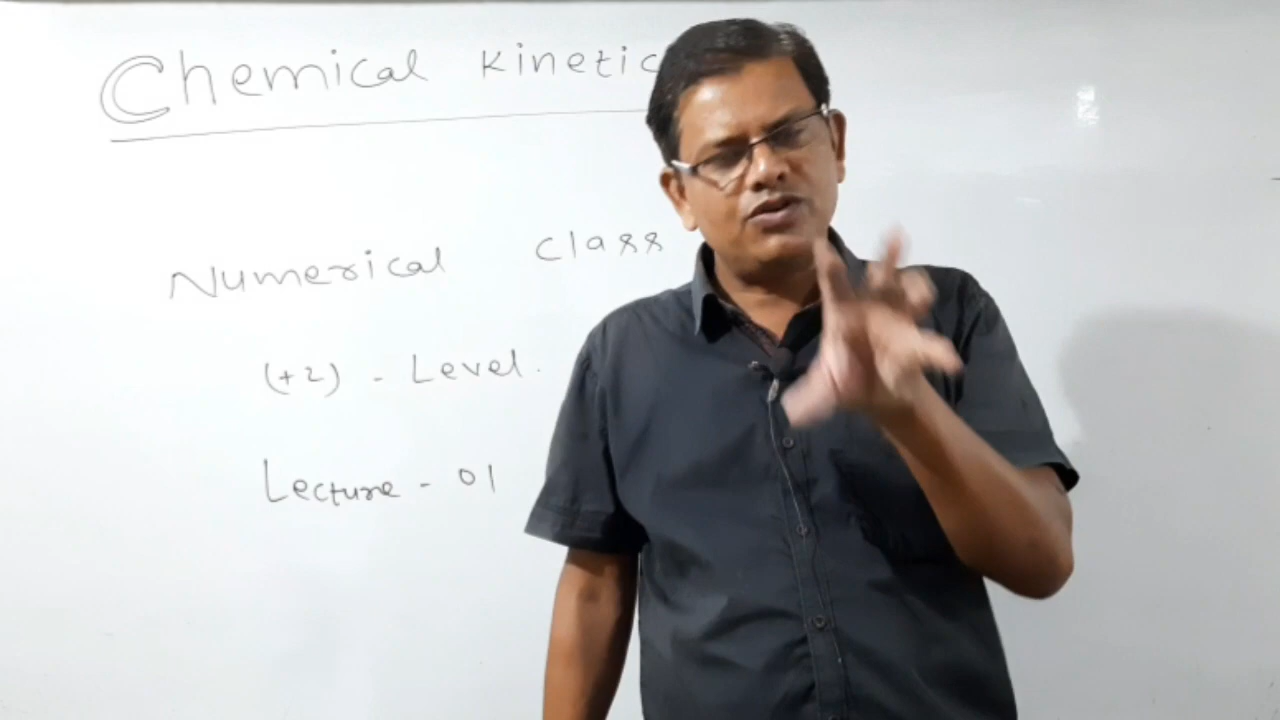 Chemical Kinetic
Numerical Class
(+2) - Level.
Lecture - 01